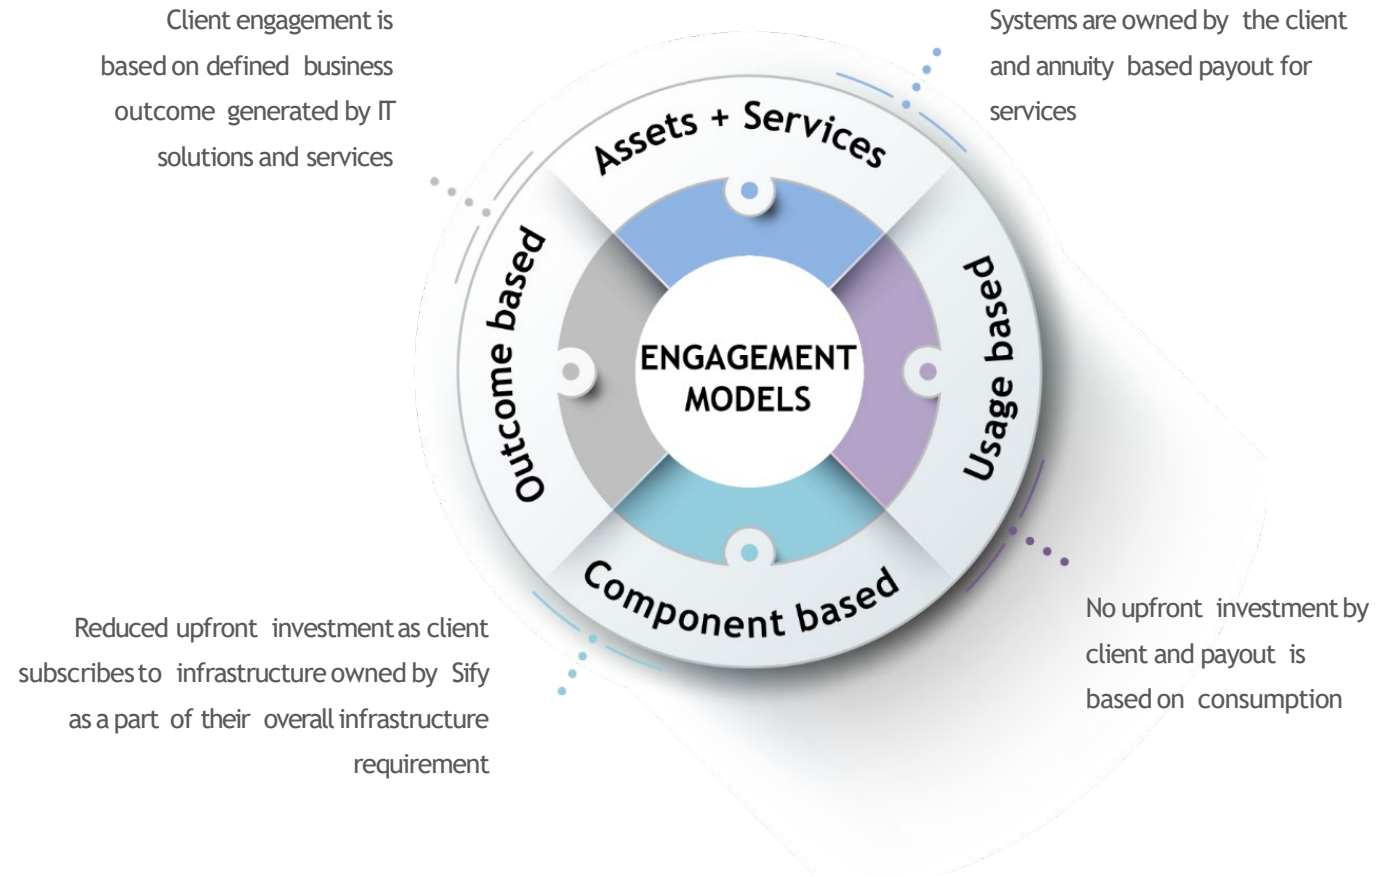 Client engagement is
based on defined business
outcome generated by IT
solutions and services
Systems are owned by the client
and annuity based payout for
services
Assets + Services
Outcome based
ENGAGEMENT
MODELS
Usage based
Component based
Reduced upfront investment as client
subscribes to infrastructure owned by Sify
as a part of their overall infrastructure
requirement
No upfront investment by
client and payout is
based on consumption